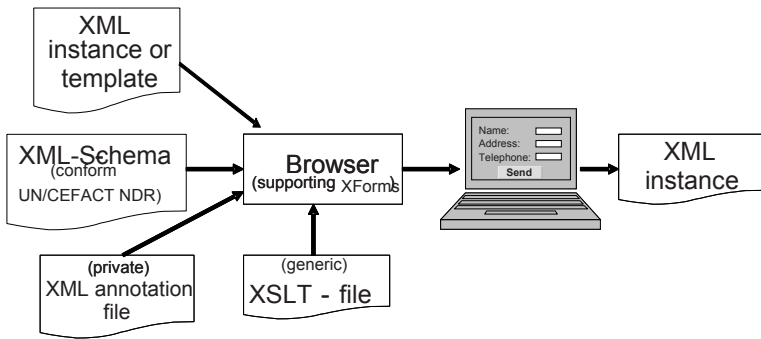 XML
instance or
template
XML-Schema
(conform
UN/CEFACT NDR)
(private)
XML annotation
file
Browser
(supporting XForms)
(generic)
XSLT - file
Name:
Address:
Telephone:
Send
XML
instance